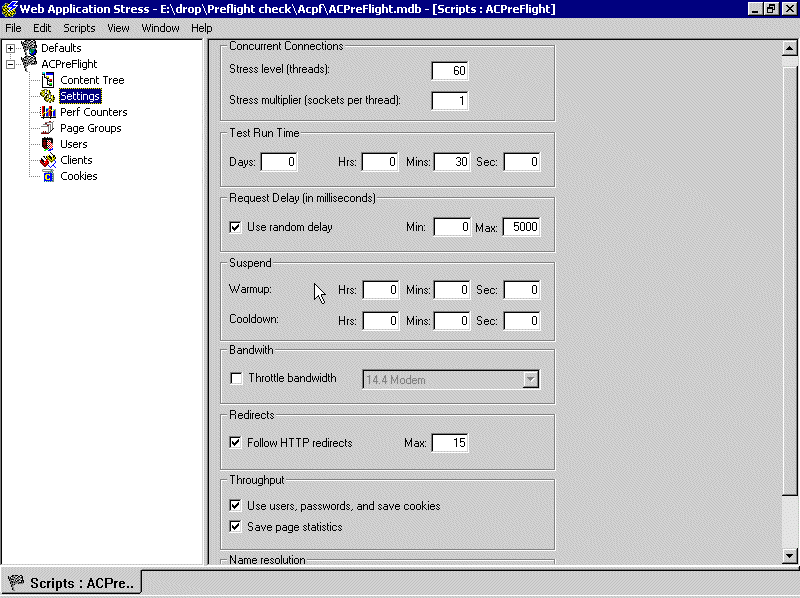 Web Application Stress - E:\drop\Preflight check\Acpf\ACPreFlight.mdb - [Scripts : ACPreFlight]
File Edit Scripts View Window Help
Defaults
ACPreFlight
Content Tree
Settings
Perf Counters
Page Groups
Users
Clients
Cookies
Concurrent Connections
Stress level (threads): 60
Stress multiplier (sockets per thread): 1
Test Run Time
Days: 0 Hrs: 0 Mins: 30 Sec: 0
Request Delay (in milliseconds)
Use random delay Min: 0 Max: 5000
Suspend
Warmup: Hrs: 0 Mins: 0 Sec: 0
Cooldown: Hrs: 0 Mins: 0 Sec: 0
Bandwith
Throttle bandwidth 14.4 Modem
Redirects
Follow HTTP redirects Max: 15
Throughput
Use users, passwords, and save cookies
Save page statistics
Name resolution
Scripts : ACPre..